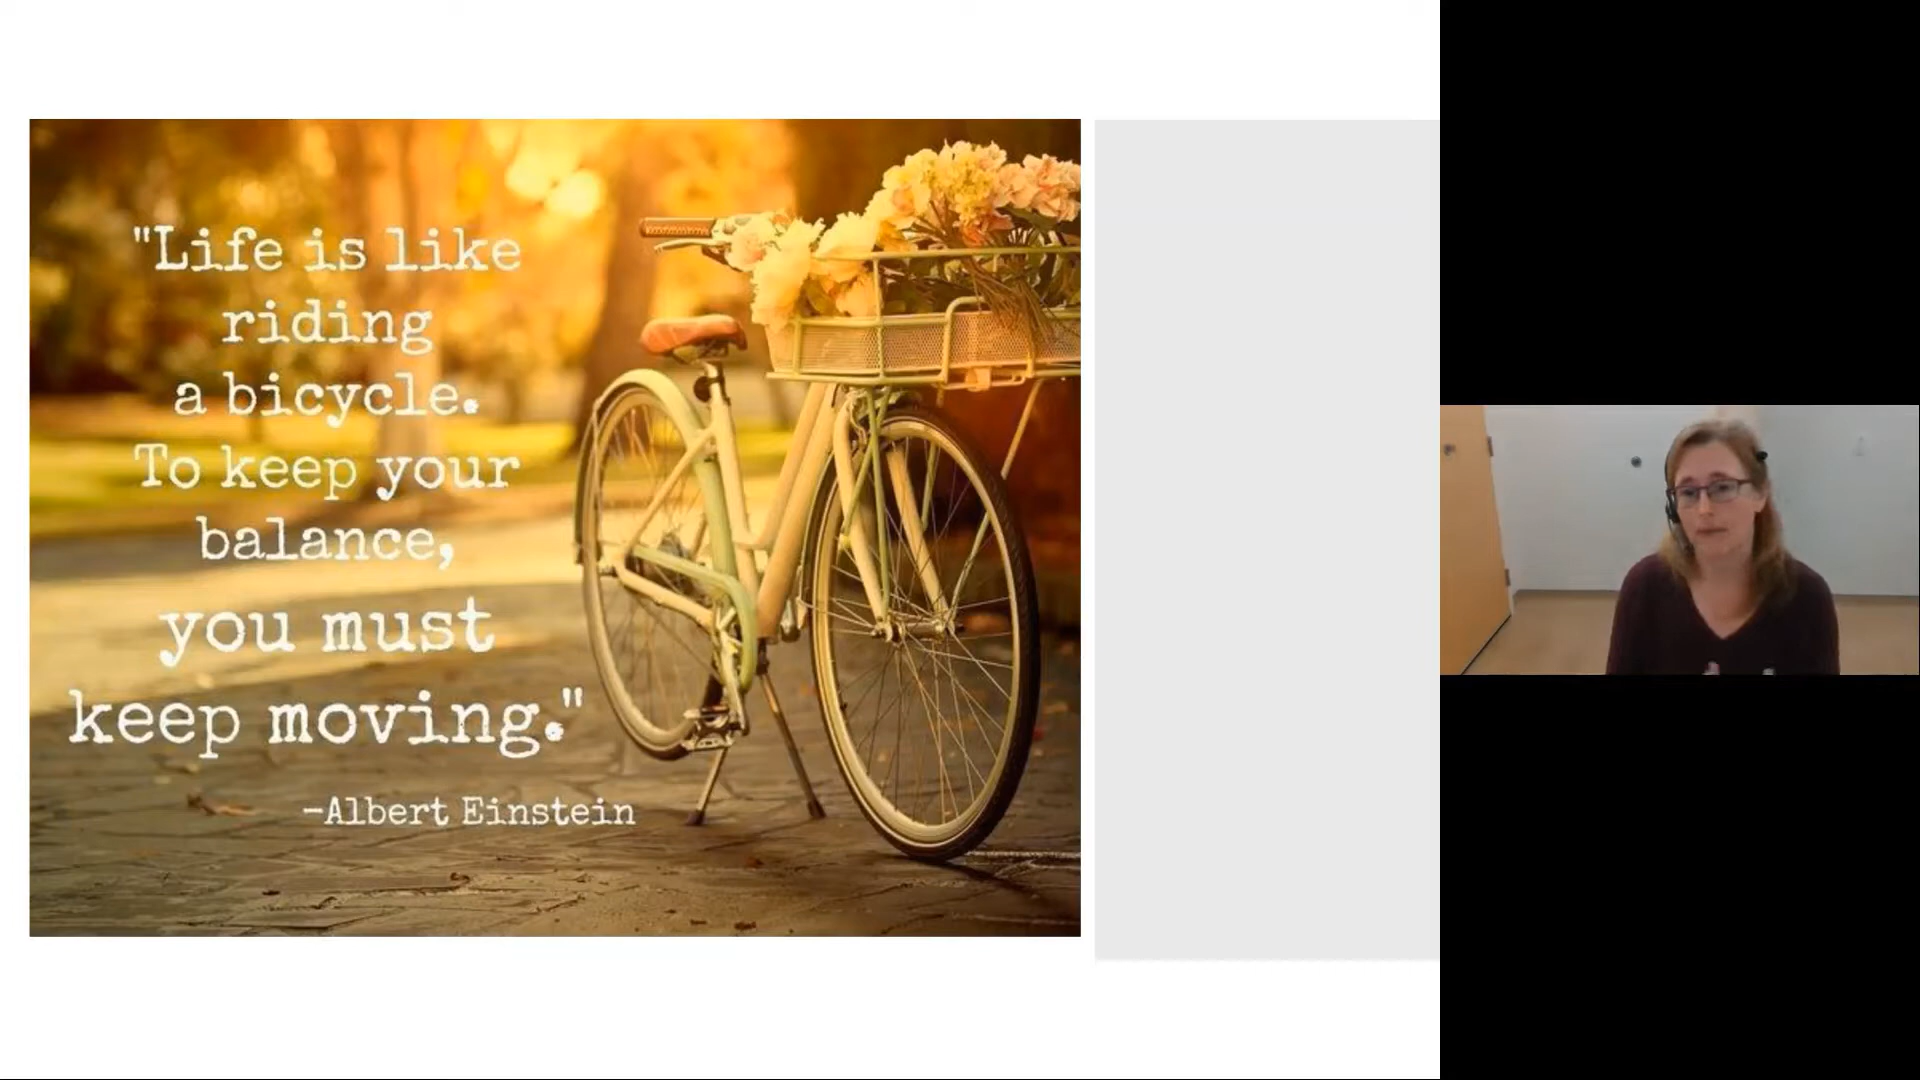 "Life is like
riding
a bicycle.
To keep your
balance,
you must
keep moving."
-Albert Einstein